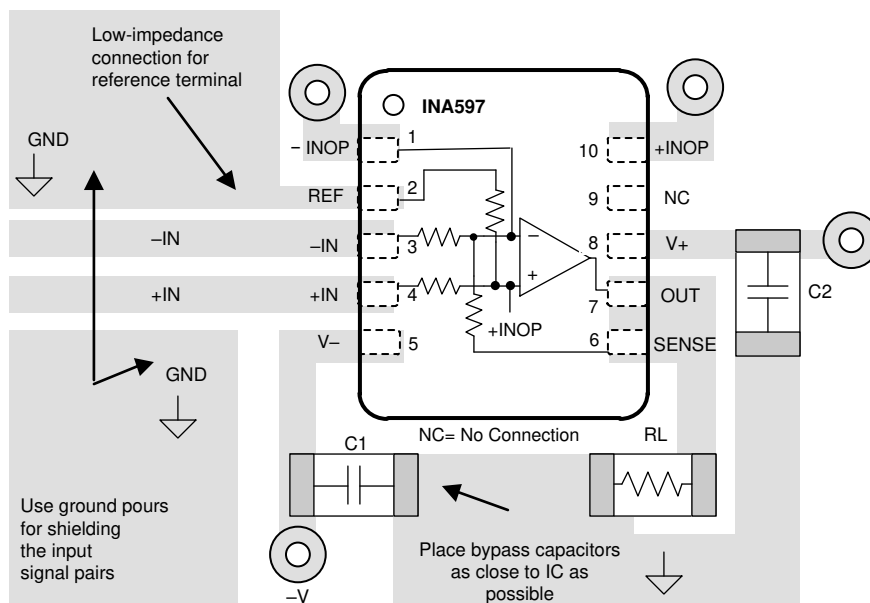 Low-impedance
connection for
reference terminal
INA597
GND
– INOP
1
10
+INOP
REF
2
9
NC
–IN
–IN
3
8
V+
+IN
+IN
4
7
OUT
C2
+INOP
V–
5
6
SENSE
GND
NC= No Connection
C1
RL
Use ground pours
for shielding
the input
signal pairs
Place bypass capacitors
as close to IC as
possible
–V
–
+